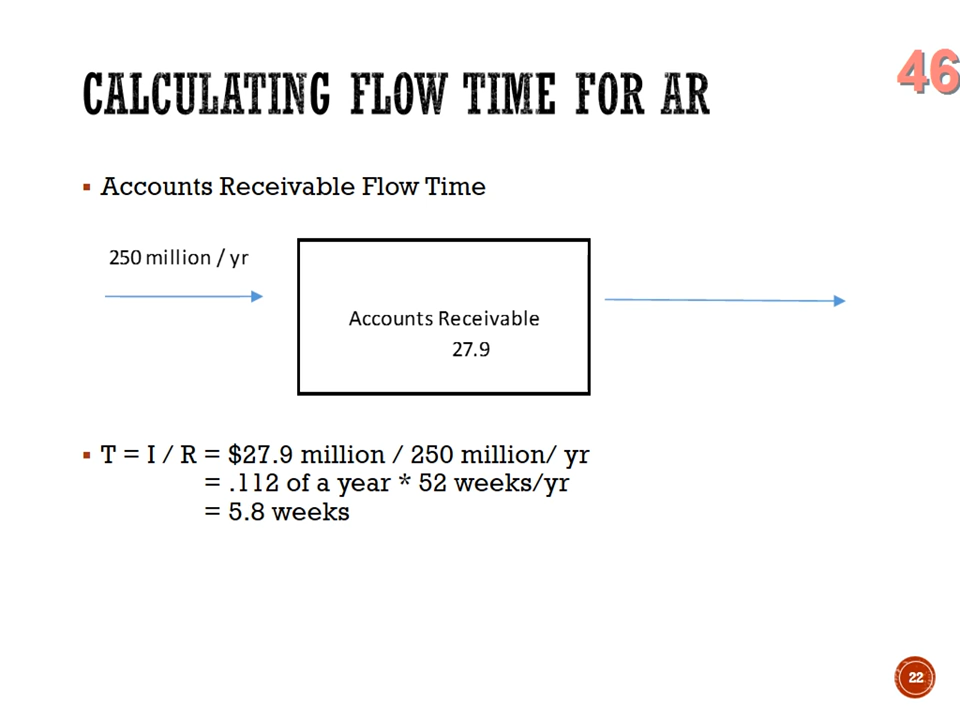 CALCULATING FLOW TIME FOR AR
46
Accounts Receivable Flow Time
250 million / yr
Accounts Receivable
27.9
T = I / R = $27.9 million / 250 million/ yr
= .112 of a year * 52 weeks/yr
= 5.8 weeks
22